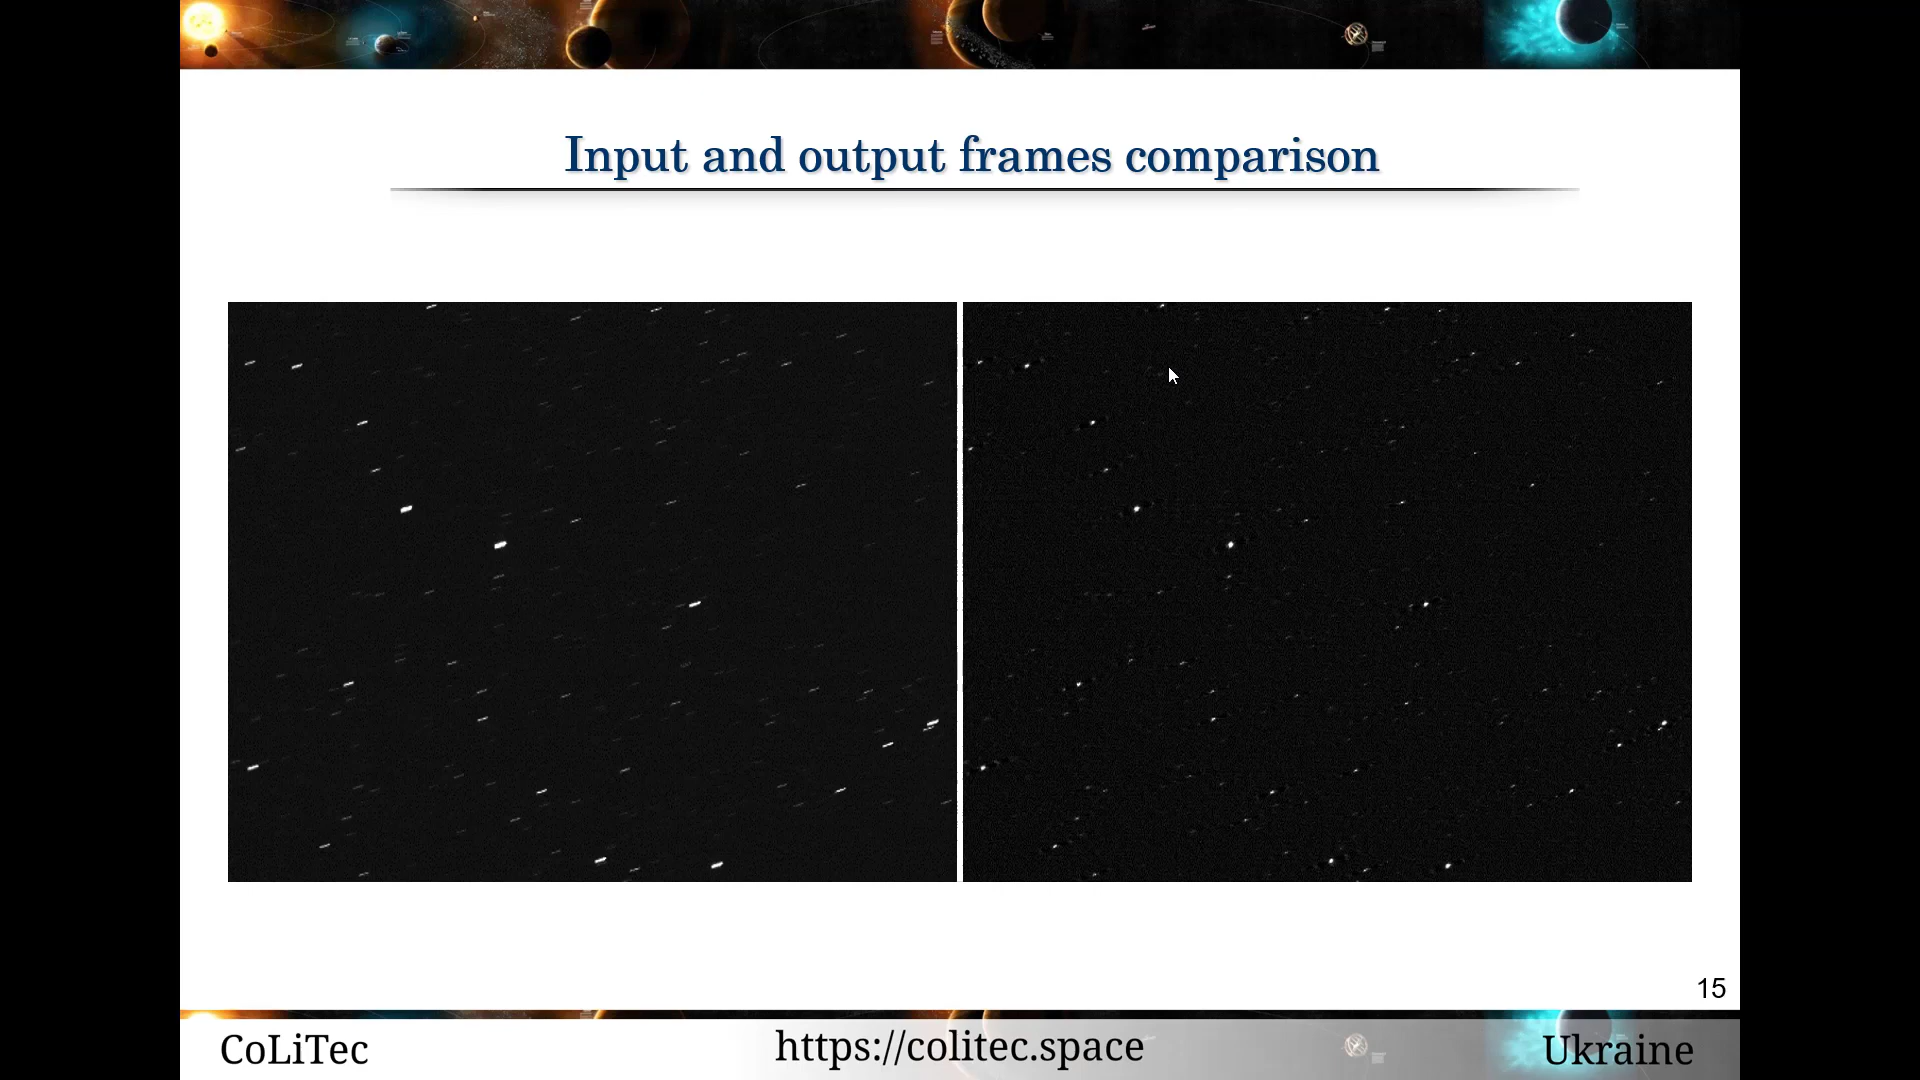 Input and output frames comparison
15
CoLiTec
https://colitec.space
Ukraine